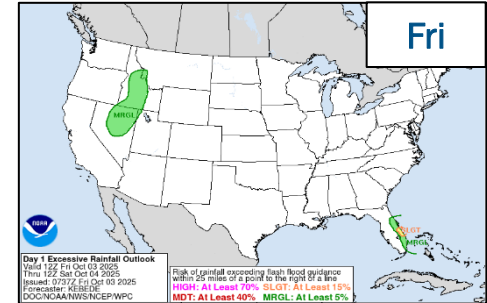 Fri
MRGL
SLGT
MRGL
NOAA
Day 1 Excessive Rainfall Outlook
Valid 12Z Fri Oct 03 2025
Thru 12Z Sat Oct 04 2025
Issued: 0737Z Fri Oct 03 2025
Forecaster: KEBEDE
DOC/NOAA/NWS/NCEP/WPC
Risk of rainfall exceeding flash flood guidance
within 25 miles of a point to the right of a line
HIGH: At Least 70% SLGT: At Least 15%
MDT: At Least 40% MRGL: At Least 5%